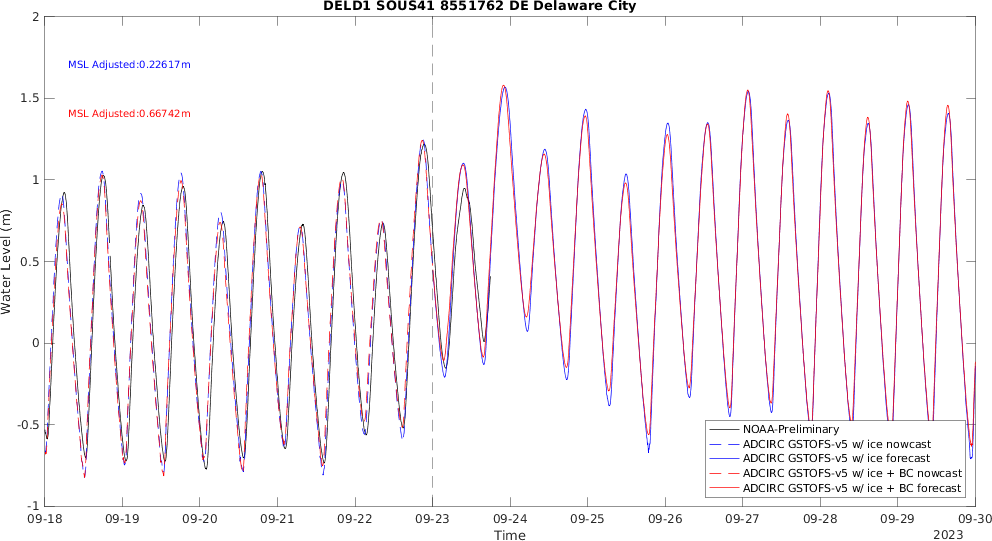 DELD1 SOUS41 8551762 DE Delaware City
2
1.5
1
0.5
0
-0.5
-1
Water Level (m)
MSL Adjusted:0.22617m
MSL Adjusted:0.66742m
NOAA-Preliminary
ADCIRC GSTOFS-v5 w/ ice nowcast
ADCIRC GSTOFS-v5 w/ ice forecast
ADCIRC GSTOFS-v5 w/ ice + BC nowcast
ADCIRC GSTOFS-v5 w/ ice + BC forecast
09-18 09-19 09-20 09-21 09-22 09-23 09-24 09-25 09-26 09-27 09-28 09-29 09-30
Time
2023